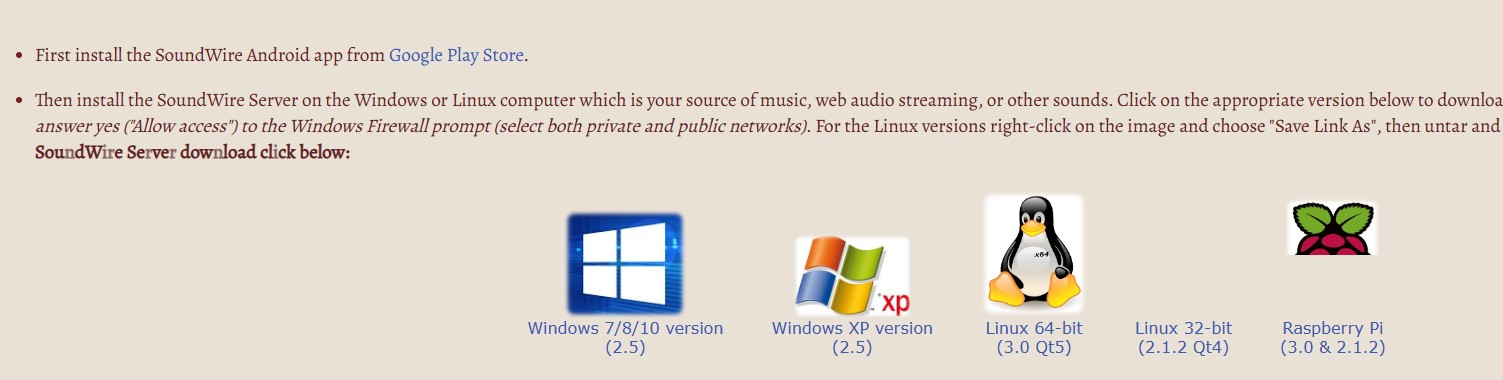 First install the SoundWire Android app from Google Play Store.
Then install the SoundWire Server on the Windows or Linux computer which is your source of music, web audio streaming, or other sounds. Click on the appropriate version below to
answer yes ("Allow access") to the Windows Firewall prompt (select both private and public networks). For the Linux versions right-click on the image and choose "Save Link As", then untar and
SoundWire Server download click below:
x64
xp
Windows 7/8/10 version
(2.5)
Windows XP version
(2.5)
Linux 64-bit
(3.0 Qt5)
Linux 32-bit
(2.1.2 Qt4)
Raspberry Pi
(3.0 & 2.1.2)